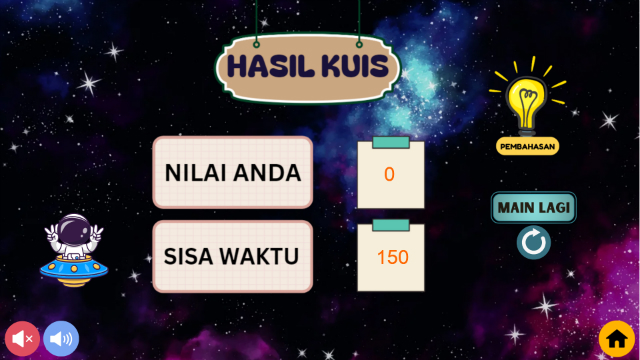 HASIL KUIS
PEMBAHASAN
NILAI ANDA
0
MAIN LAGI
SISA WAKTU
150